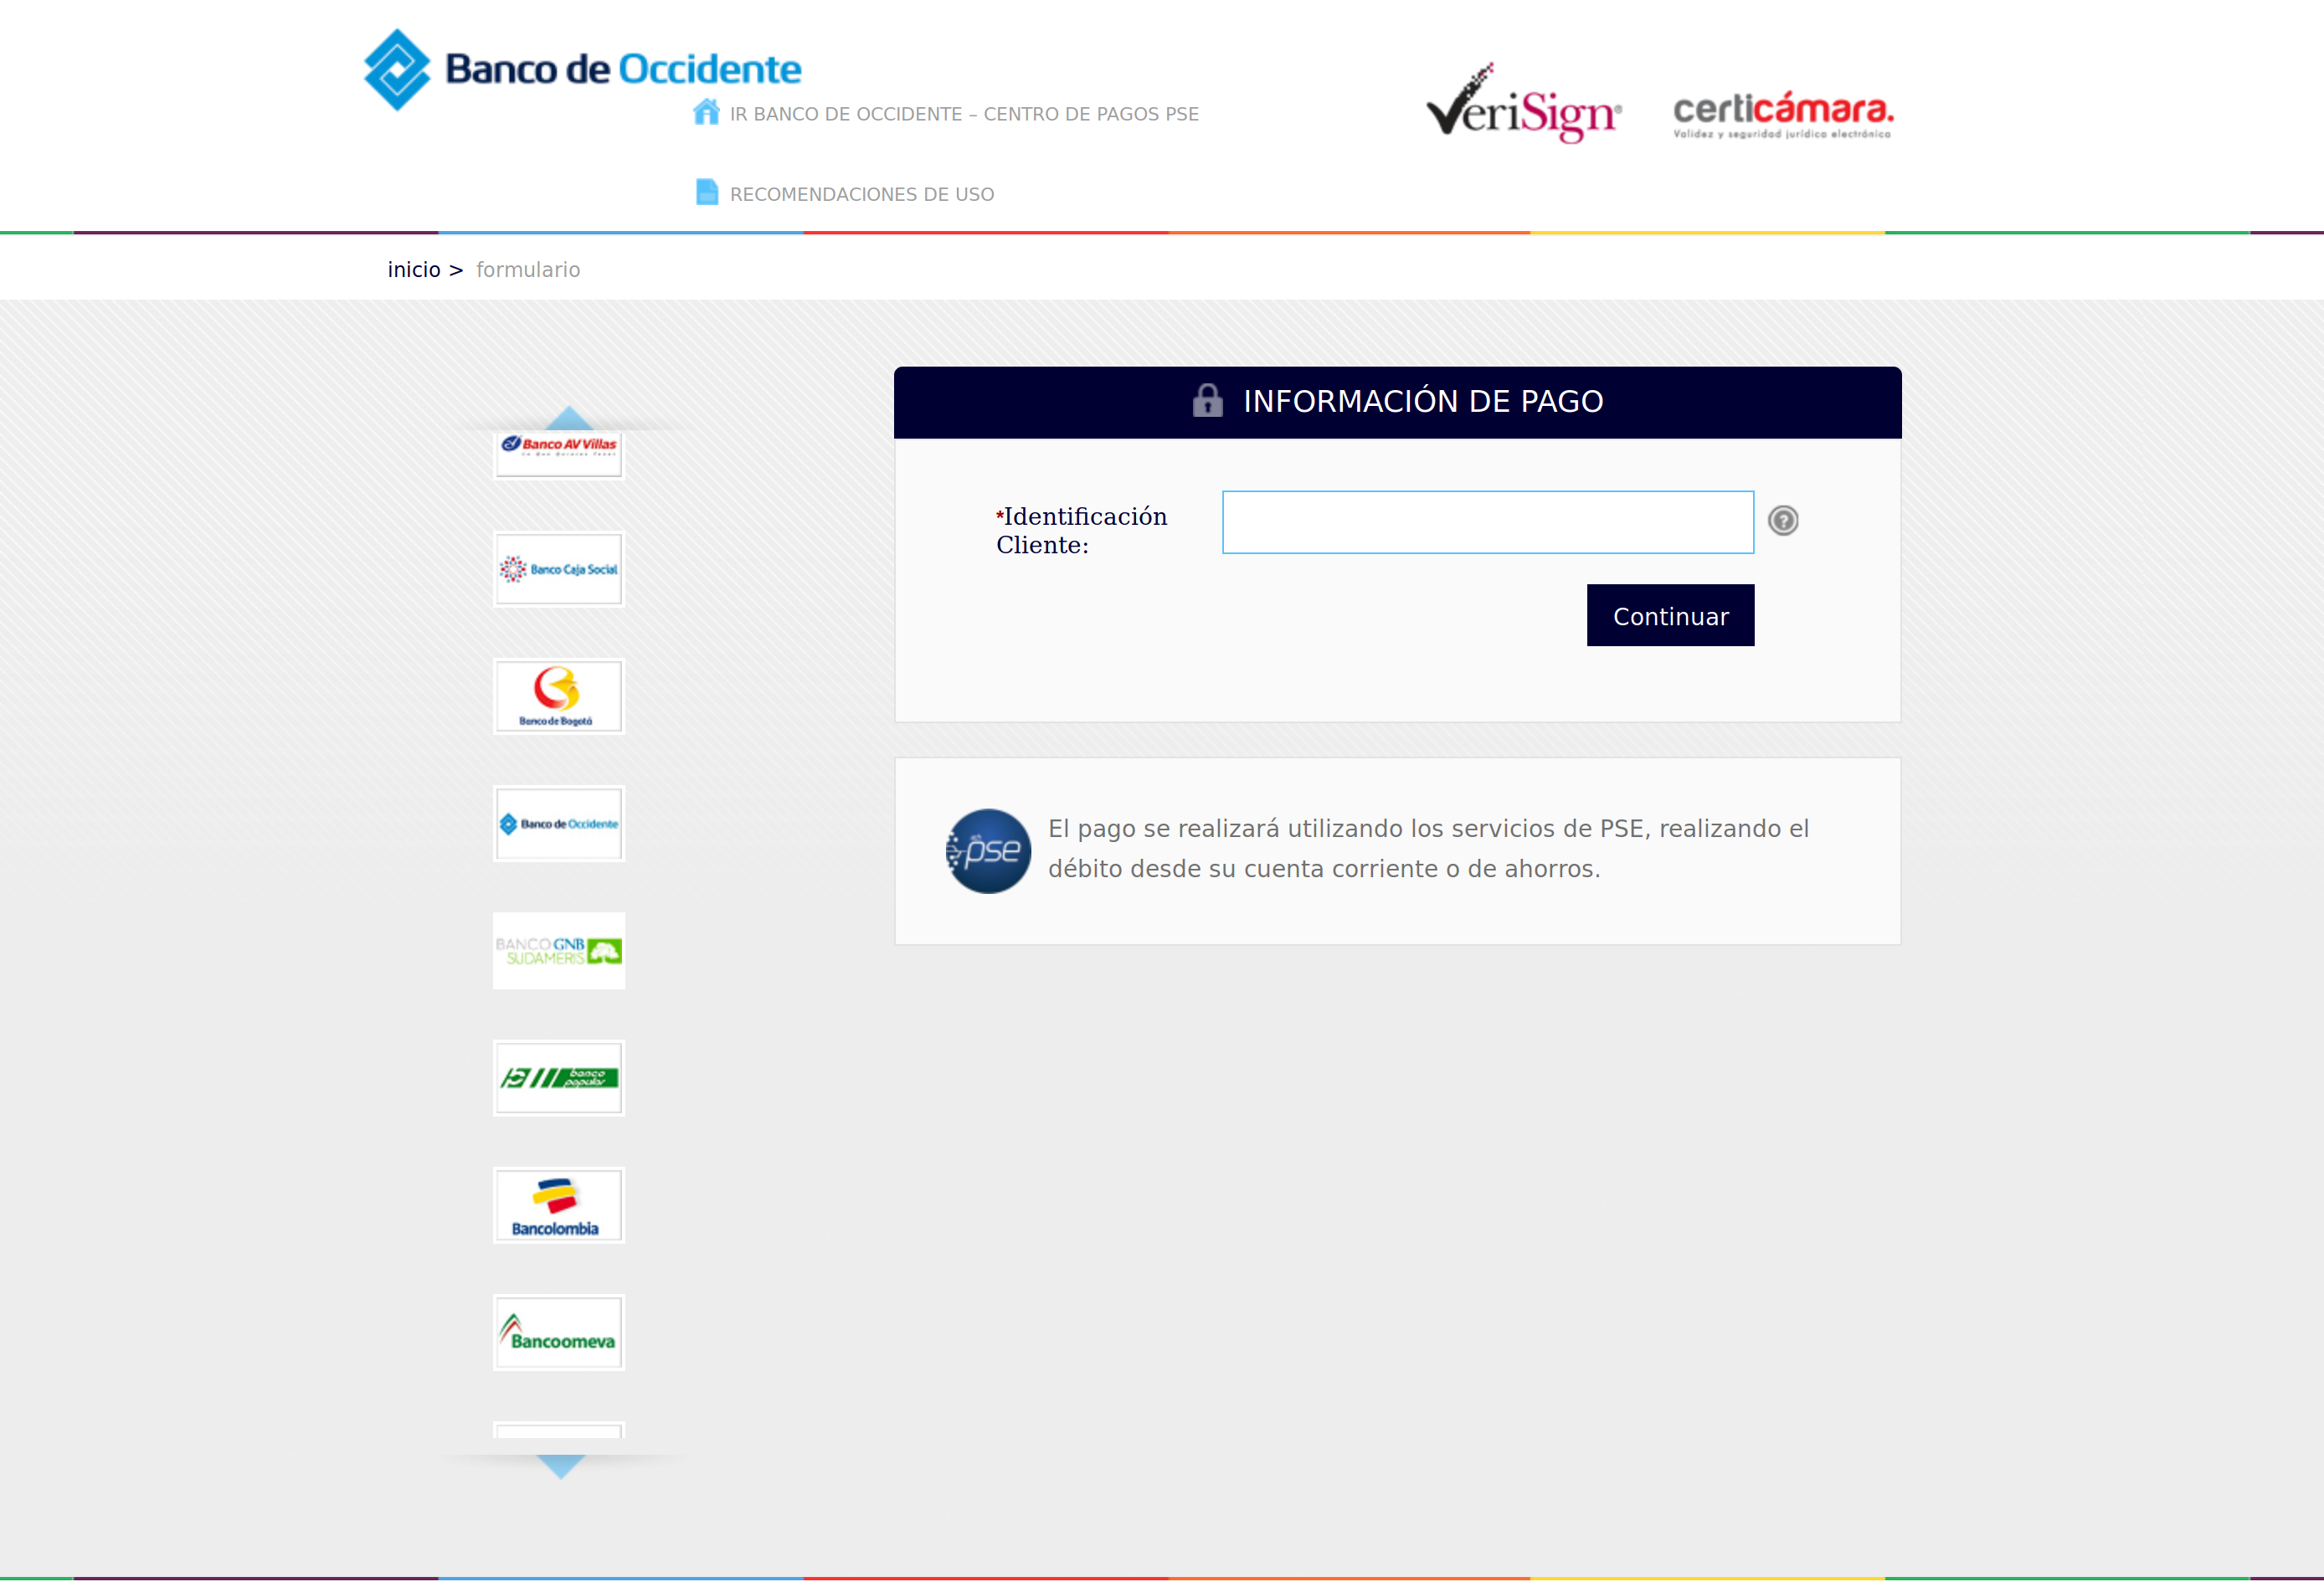 Banco de Occidente
IR BANCO DE OCCIDENTE – CENTRO DE PAGOS PSE
VeriSign®
certicámara.
Validez y seguridad jurídica electrónica
RECOMENDACIONES DE USO
inicio > formulario
INFORMACIÓN DE PAGO
*Identificación
Cliente:
?
Continuar
pse
El pago se realizará utilizando los servicios de PSE, realizando el
débito desde su cuenta corriente o de ahorros.
Banco AV Villas
Banco Caja Social
Banco de Bogotá
Banco de Occidente
BANCO GNB
SUDAMERIS
banco
popular
Bancolombia
Bancoomeva